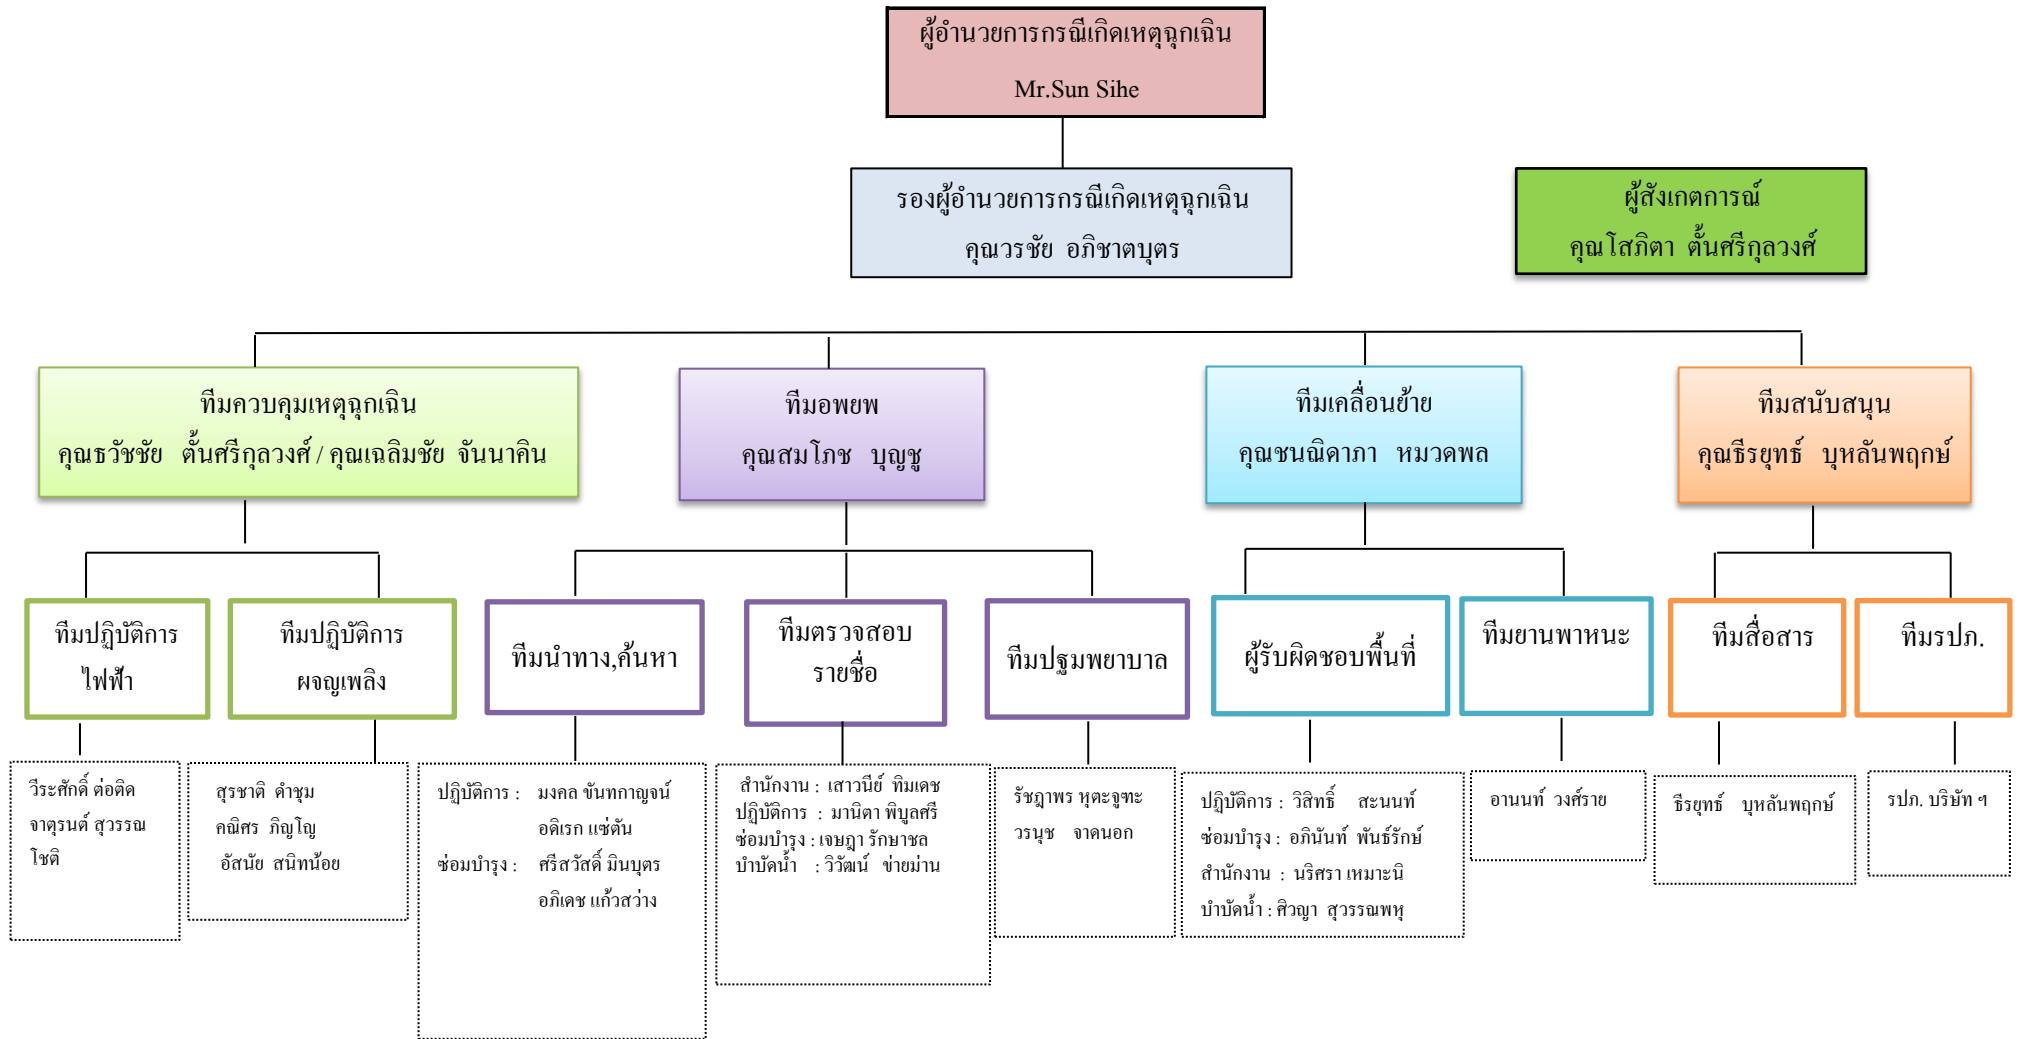 ผู้อำนวยการกรณีเกิดเหตุฉุกเฉิน
Mr.Sun Sihe
รองผู้อำนวยการกรณีเกิดเหตุฉุกเฉิน
คุณวรชัย อภิชาตบุตร
ผู้สังเกตการณ์
คุณโสภิตา ตั้นศรีกุลวงศ์
ทีมควบคุมเหตุฉุกเฉิน
คุณธวัชชัย ตั้นศรีกุลวงศ์ / คุณเฉลิมชัย จันนาคิน
ทีมอพยพ
คุณสมโภช บุญชู
ทีมเคลื่อนย้าย
คุณชนณิดาภา หมวดพล
ทีมสนับสนุน
คุณธีรยุทธ์ บุหลันพฤกษ์
ทีมปฏิบัติการ
ไฟฟ้า
ทีมปฏิบัติการ
ผจญเพลิง
ทีมนำทาง,ค้นหา
ทีมตรวจสอบ
รายชื่อ
ทีมปฐมพยาบาล
ผู้รับผิดชอบพื้นที่
ทีมยานพาหนะ
ทีมสื่อสาร
ทีมรปภ.
วีระศักดิ์ ต่อติด
จาตุรนต์ สุวรรณ
โชติ
สุรชาติ ดำชุม
คณิศร ภิญโญ
อัสนัย สนิทน้อย
ปฏิบัติการ : มงคล ขันทกาญจน์
อดิเรก แซ่ตัน
ซ่อมบำรุง : ศรีสวัสดิ์ มินบุตร
อภิเดช แก้วสว่าง
สำนักงาน : เสาวนีย์ ทิมเดช
ปฏิบัติการ : มานิตา พิบูลศรี
ซ่อมบำรุง : เจษฎา รักษาชล
บำบัดน้ำ : วิวัฒน์ ข่ายม่าน
รัชฎาพร หุตะจูฑะ
วรนุช จาดนอก
ปฏิบัติการ : วิสิทธิ์ สะนนท์
ซ่อมบำรุง : อภินันท์ พันธ์รักษ์
สำนักงาน : นริศรา เหมาะนิ
บำบัดน้ำ : ศิวญา สุวรรณพหุ
อานนท์ วงศ์ราย
ธีรยุทธ์ บุหลันพฤกษ์
รปภ. บริษัท ฯ